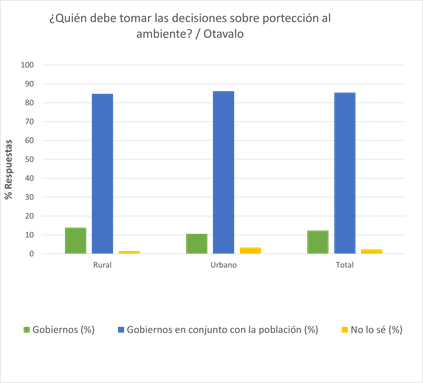 ¿Quién debe tomar las decisiones sobre portección al
ambiente? / Otavalo
% Respuestas
100
90
80
70
60
50
40
30
20
10
0
Rural
Urbano
Total
Gobiernos (%)
Gobiernos en conjunto con la población (%)
No lo sé (%)